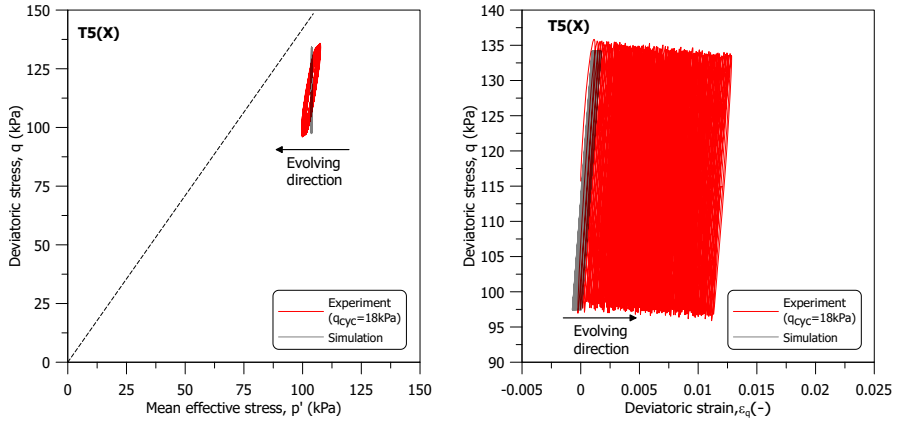 T5(X)
150
125
100
75
50
25
0
Deviatoric stress, q (kPa)
0
25
50
75
100
125
150
Mean effective stress, p' (kPa)
Evolving
direction
Experiment
(qcyc=18kPa)
Simulation
T5(X)
140
135
130
125
120
115
110
105
100
95
90
Deviatoric stress, q (kPa)
-0.005
0
0.005
0.01
0.015
0.02
0.025
Deviatoric strain,εq(-)
Evolving
direction
Experiment
(qcyc=18kPa)
Simulation